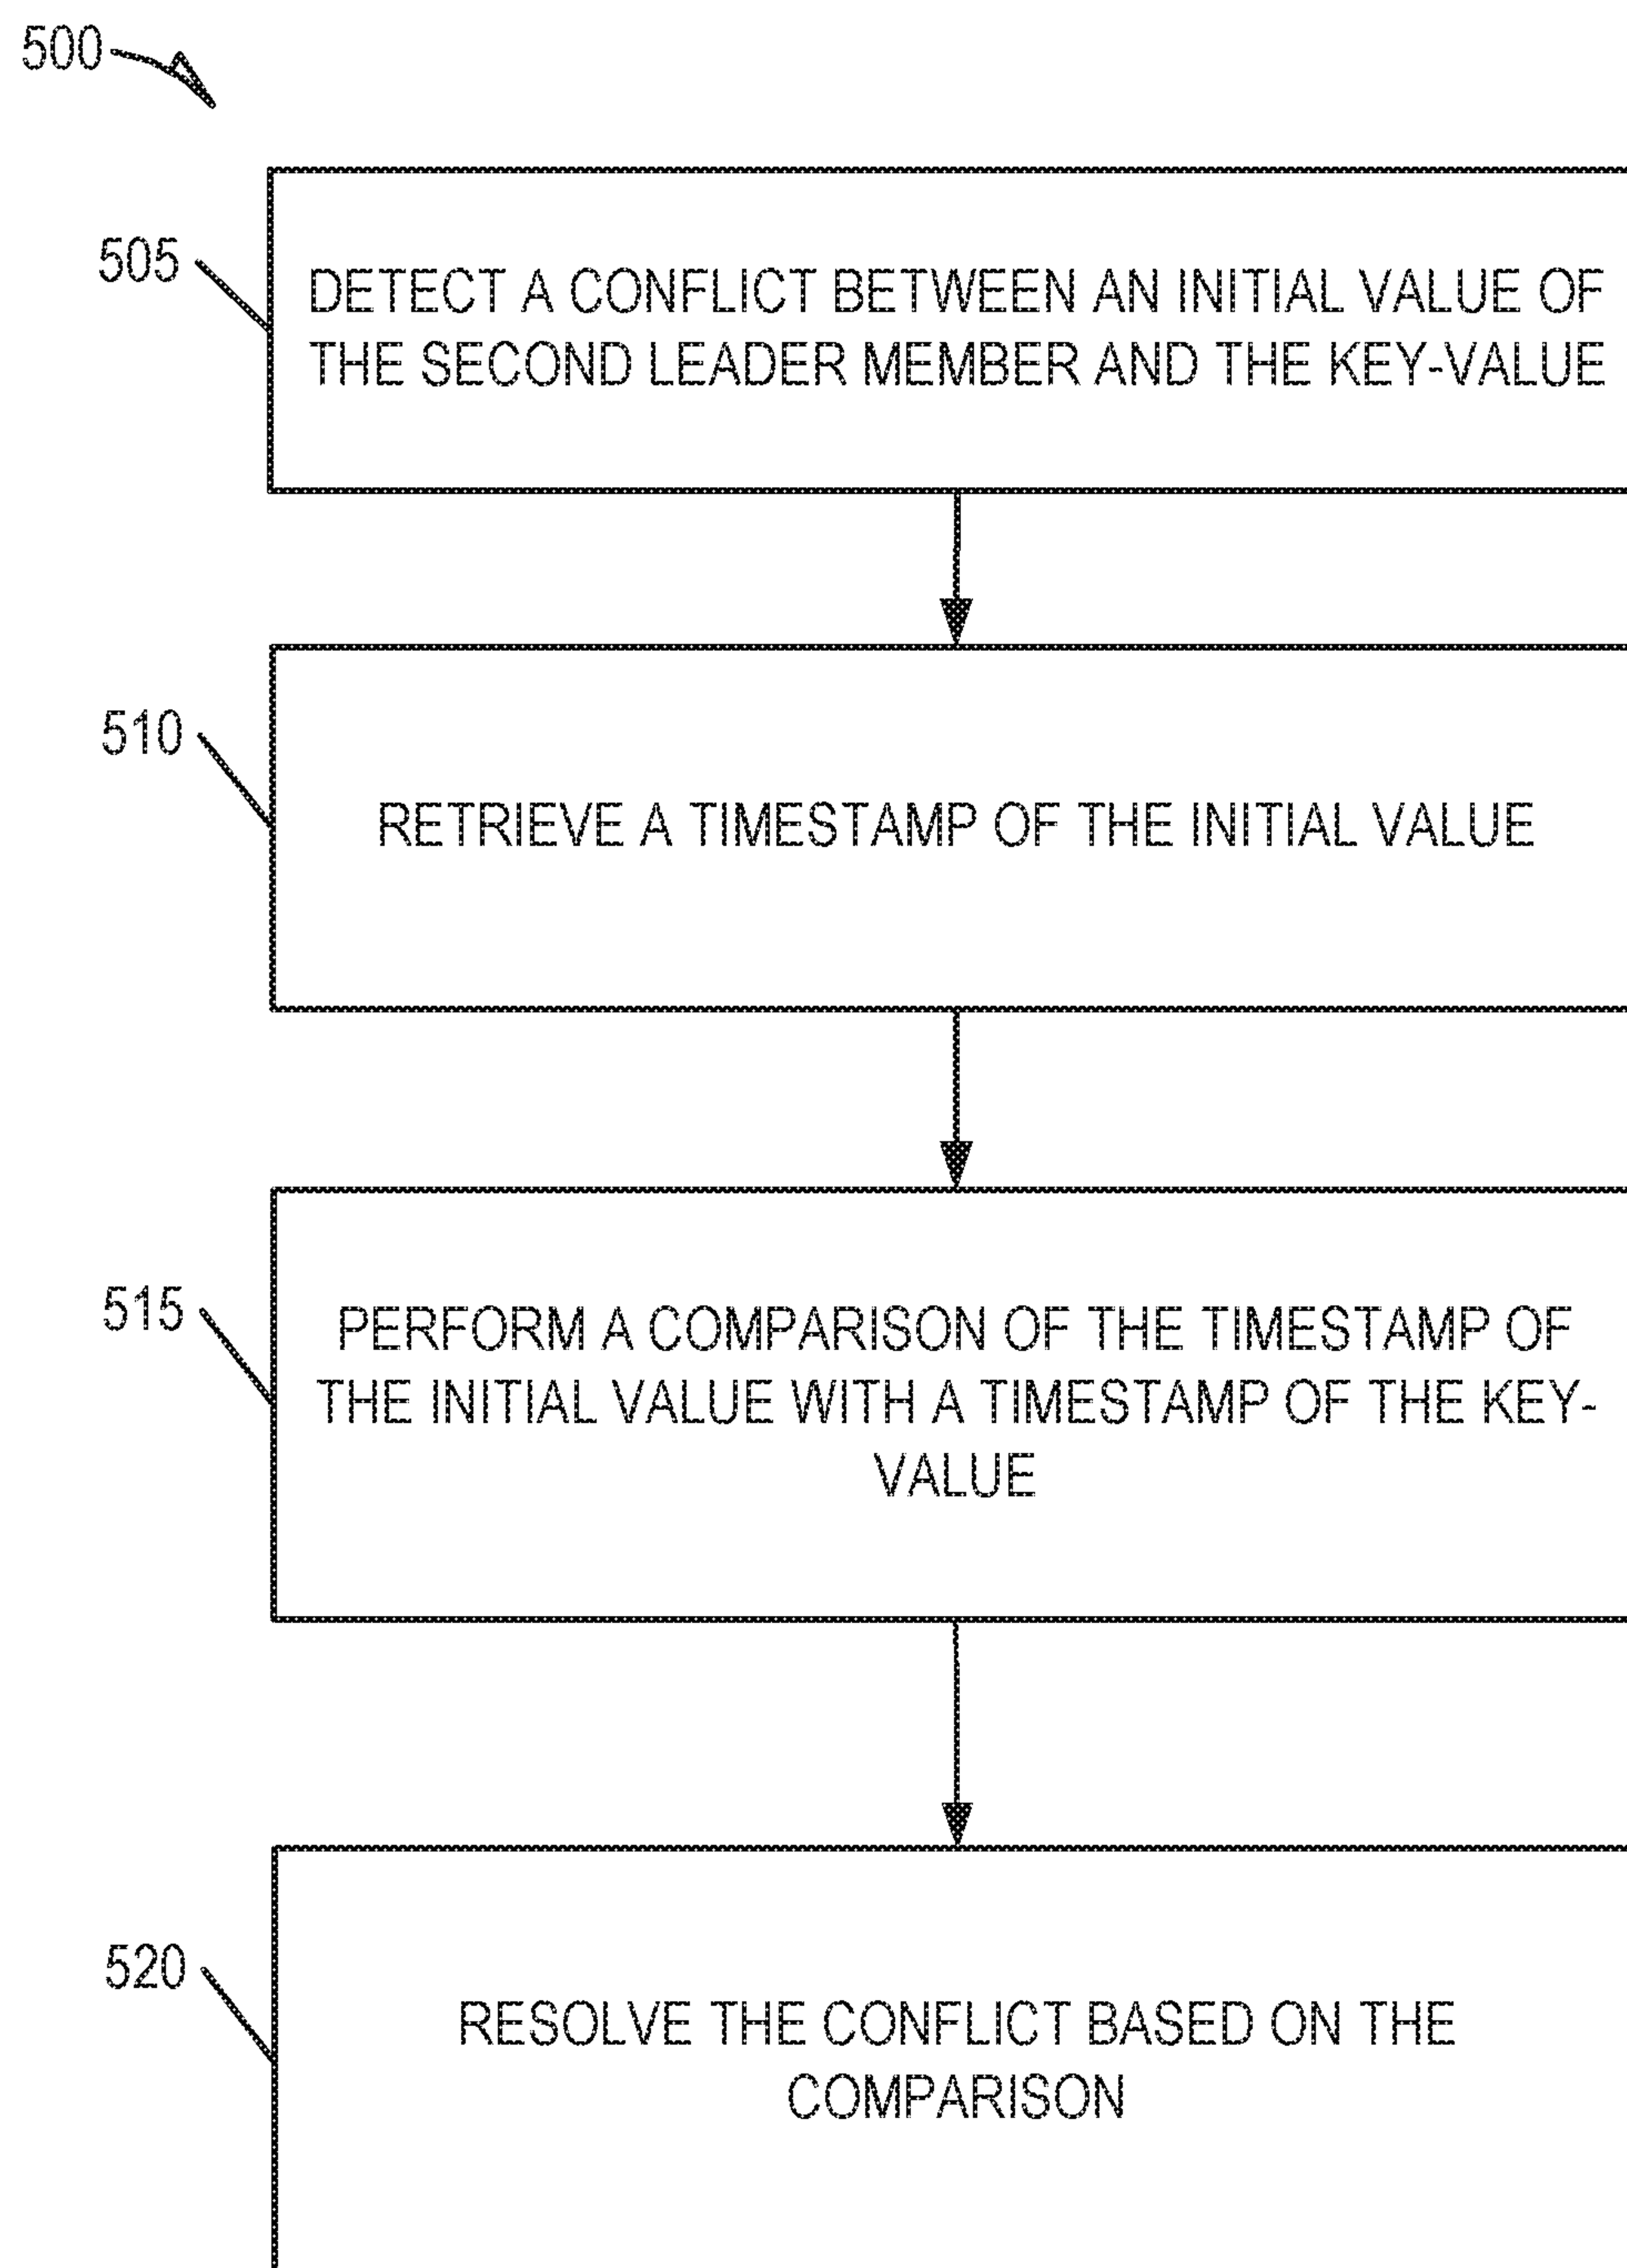 500
505
DETECT A CONFLICT BETWEEN AN INITIAL VALUE OF
THE SECOND LEADER MEMBER AND THE KEY-VALUE
510
RETRIEVE A TIMESTAMP OF THE INITIAL VALUE
515
PERFORM A COMPARISON OF THE TIMESTAMP OF
THE INITIAL VALUE WITH A TIMESTAMP OF THE KEY-
VALUE
520
RESOLVE THE CONFLICT BASED ON THE
COMPARISON